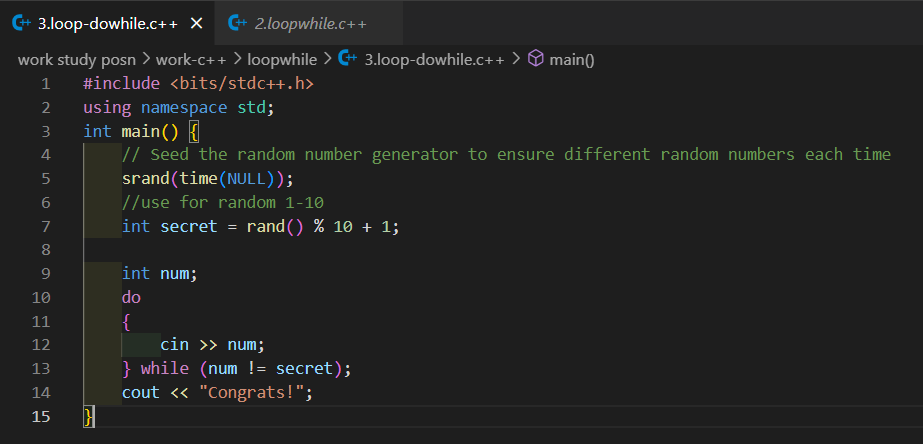 3.loop-dowhile.c++ 2.loopwhile.c++
work study posn > work-c++ > loopwhile > 3.loop-dowhile.c++ > main()
1 #include <bits/stdc++.h>
2 using namespace std;
3 int main() {
4     // Seed the random number generator to ensure different random numbers each time
5     srand(time(NULL));
6     //use for random 1-10
7     int secret = rand() % 10 + 1;
8
9     int num;
10     do
11     {
12         cin >> num;
13     } while (num != secret);
14     cout << "Congrats!";
15 }